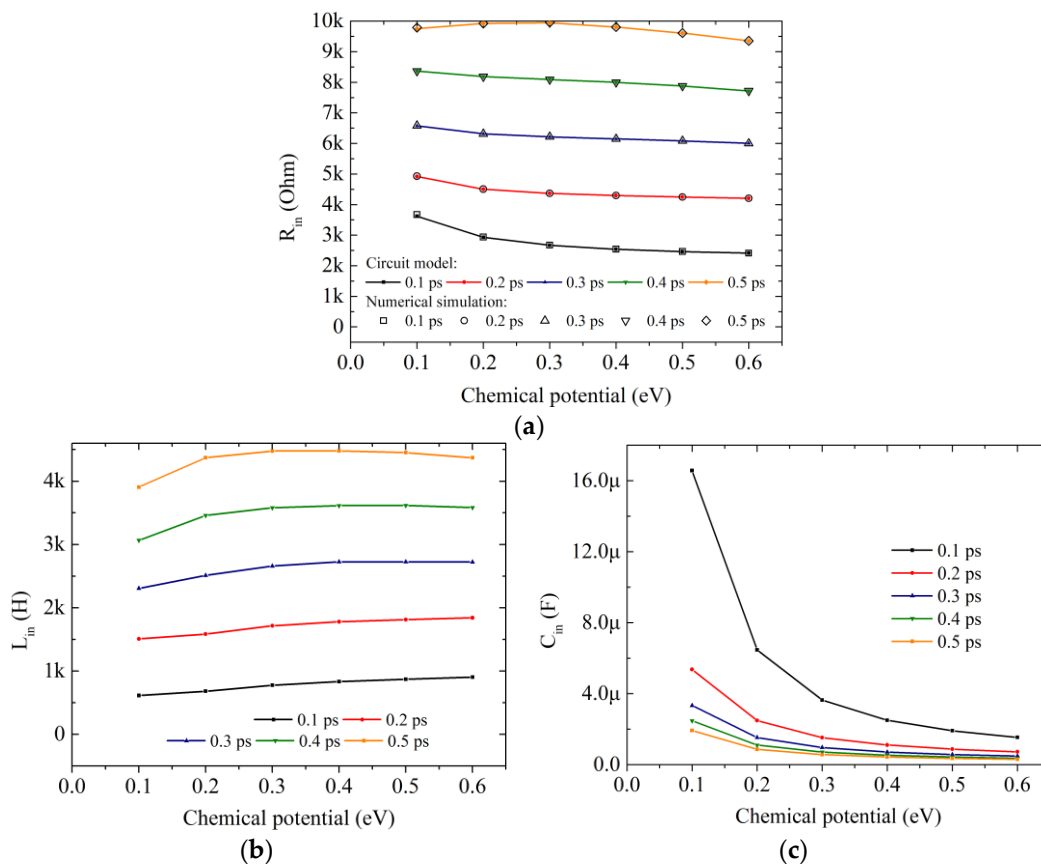 10k
9k
8k
7k
6k
5k
4k
3k
2k
1k
0
R_in (Ohm)
Circuit model:
0.1 ps 0.2 ps 0.3 ps 0.4 ps 0.5 ps
Numerical simulation:
0.1 ps 0.2 ps 0.3 ps 0.4 ps 0.5 ps
0.0 0.1 0.2 0.3 0.4 0.5 0.6
Chemical potential (eV)
(a)
4k
3k
2k
1k
0
L_in (H)
0.1 ps 0.2 ps
0.3 ps 0.4 ps 0.5 ps
0.0 0.1 0.2 0.3 0.4 0.5 0.6
Chemical potential (eV)
(b)
16.0μ
12.0μ
8.0μ
4.0μ
0.0
C_in (F)
0.1 ps
0.2 ps
0.3 ps
0.4 ps
0.5 ps
0.0 0.1 0.2 0.3 0.4 0.5 0.6
Chemical potential (eV)
(c)